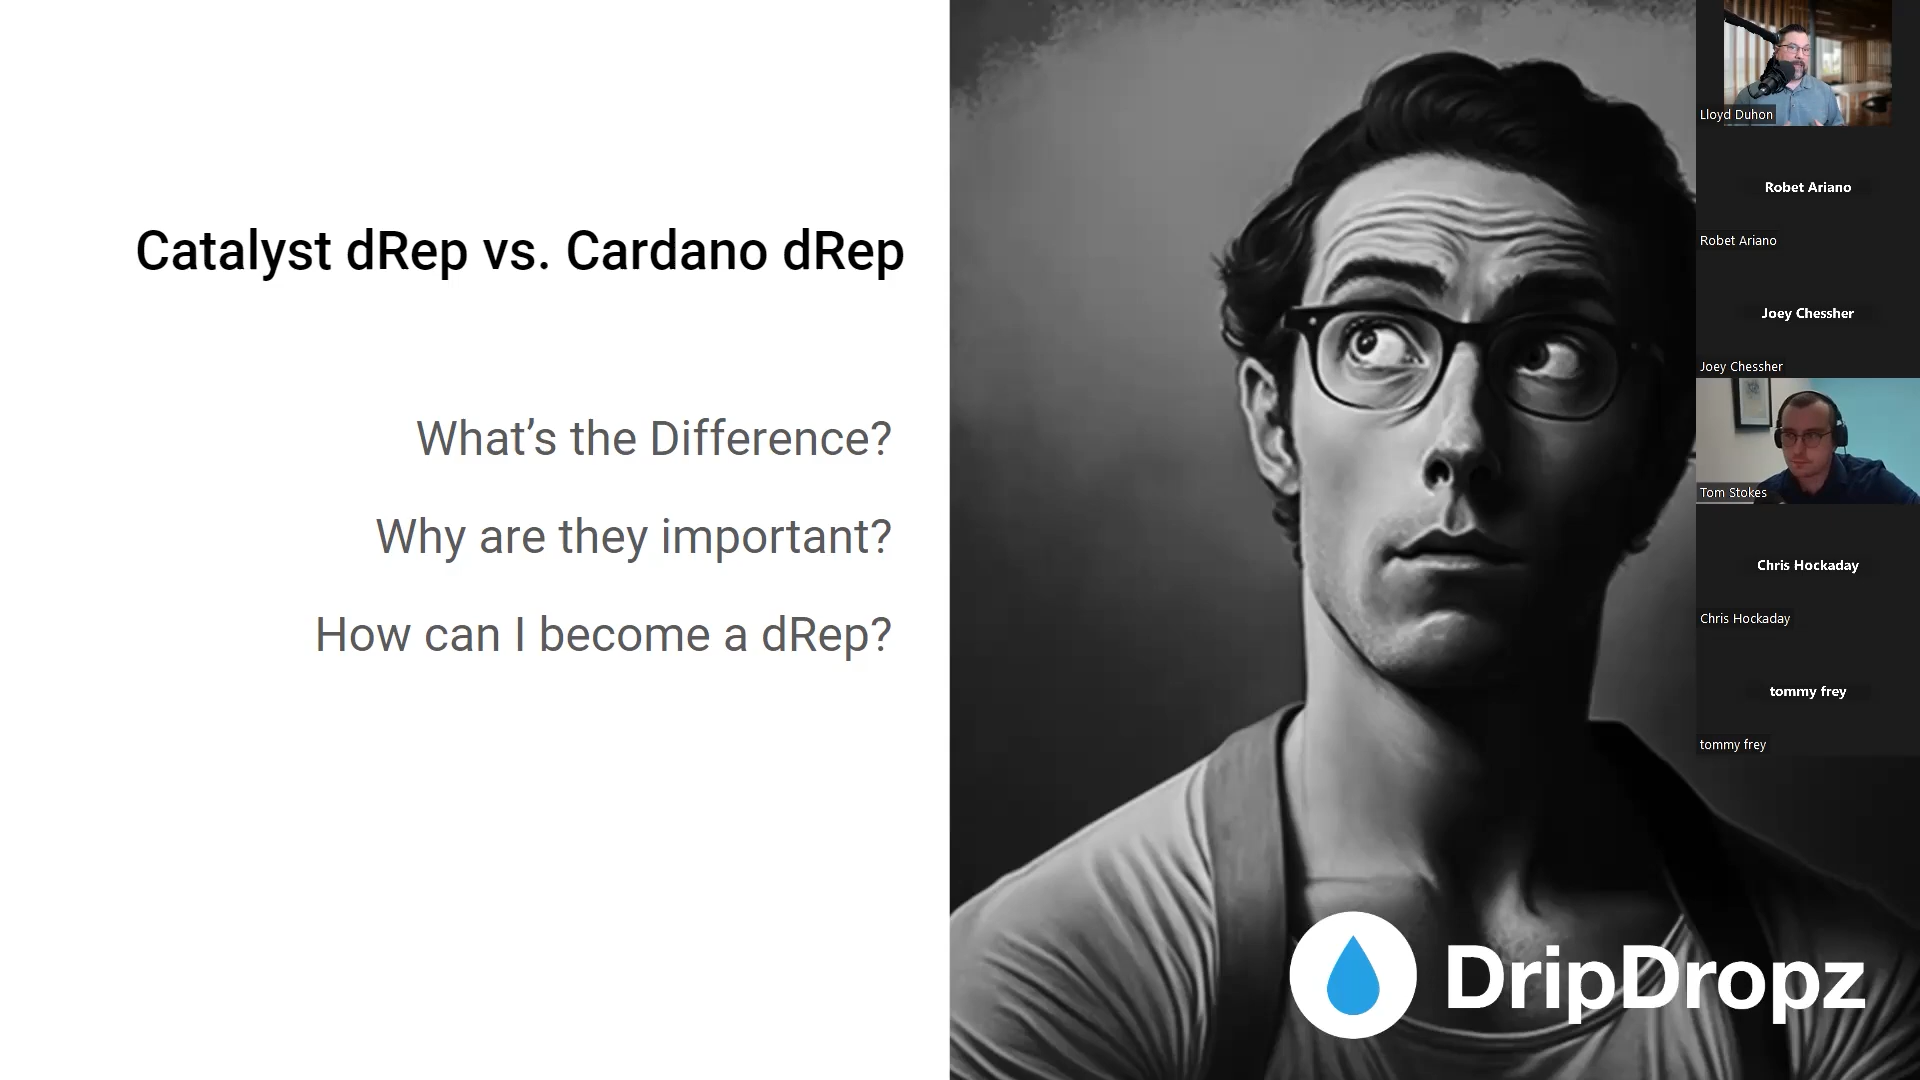 Catalyst dRep vs. Cardano dRep
What’s the Difference?
Why are they important?
How can I become a dRep?
DripDropz
Lloyd Duhon
Robet Ariano
Robet Ariano
Joey Chessher
Joey Chessher
Tom Stokes
Chris Hockaday
Chris Hockaday
tommy frey
tommy frey